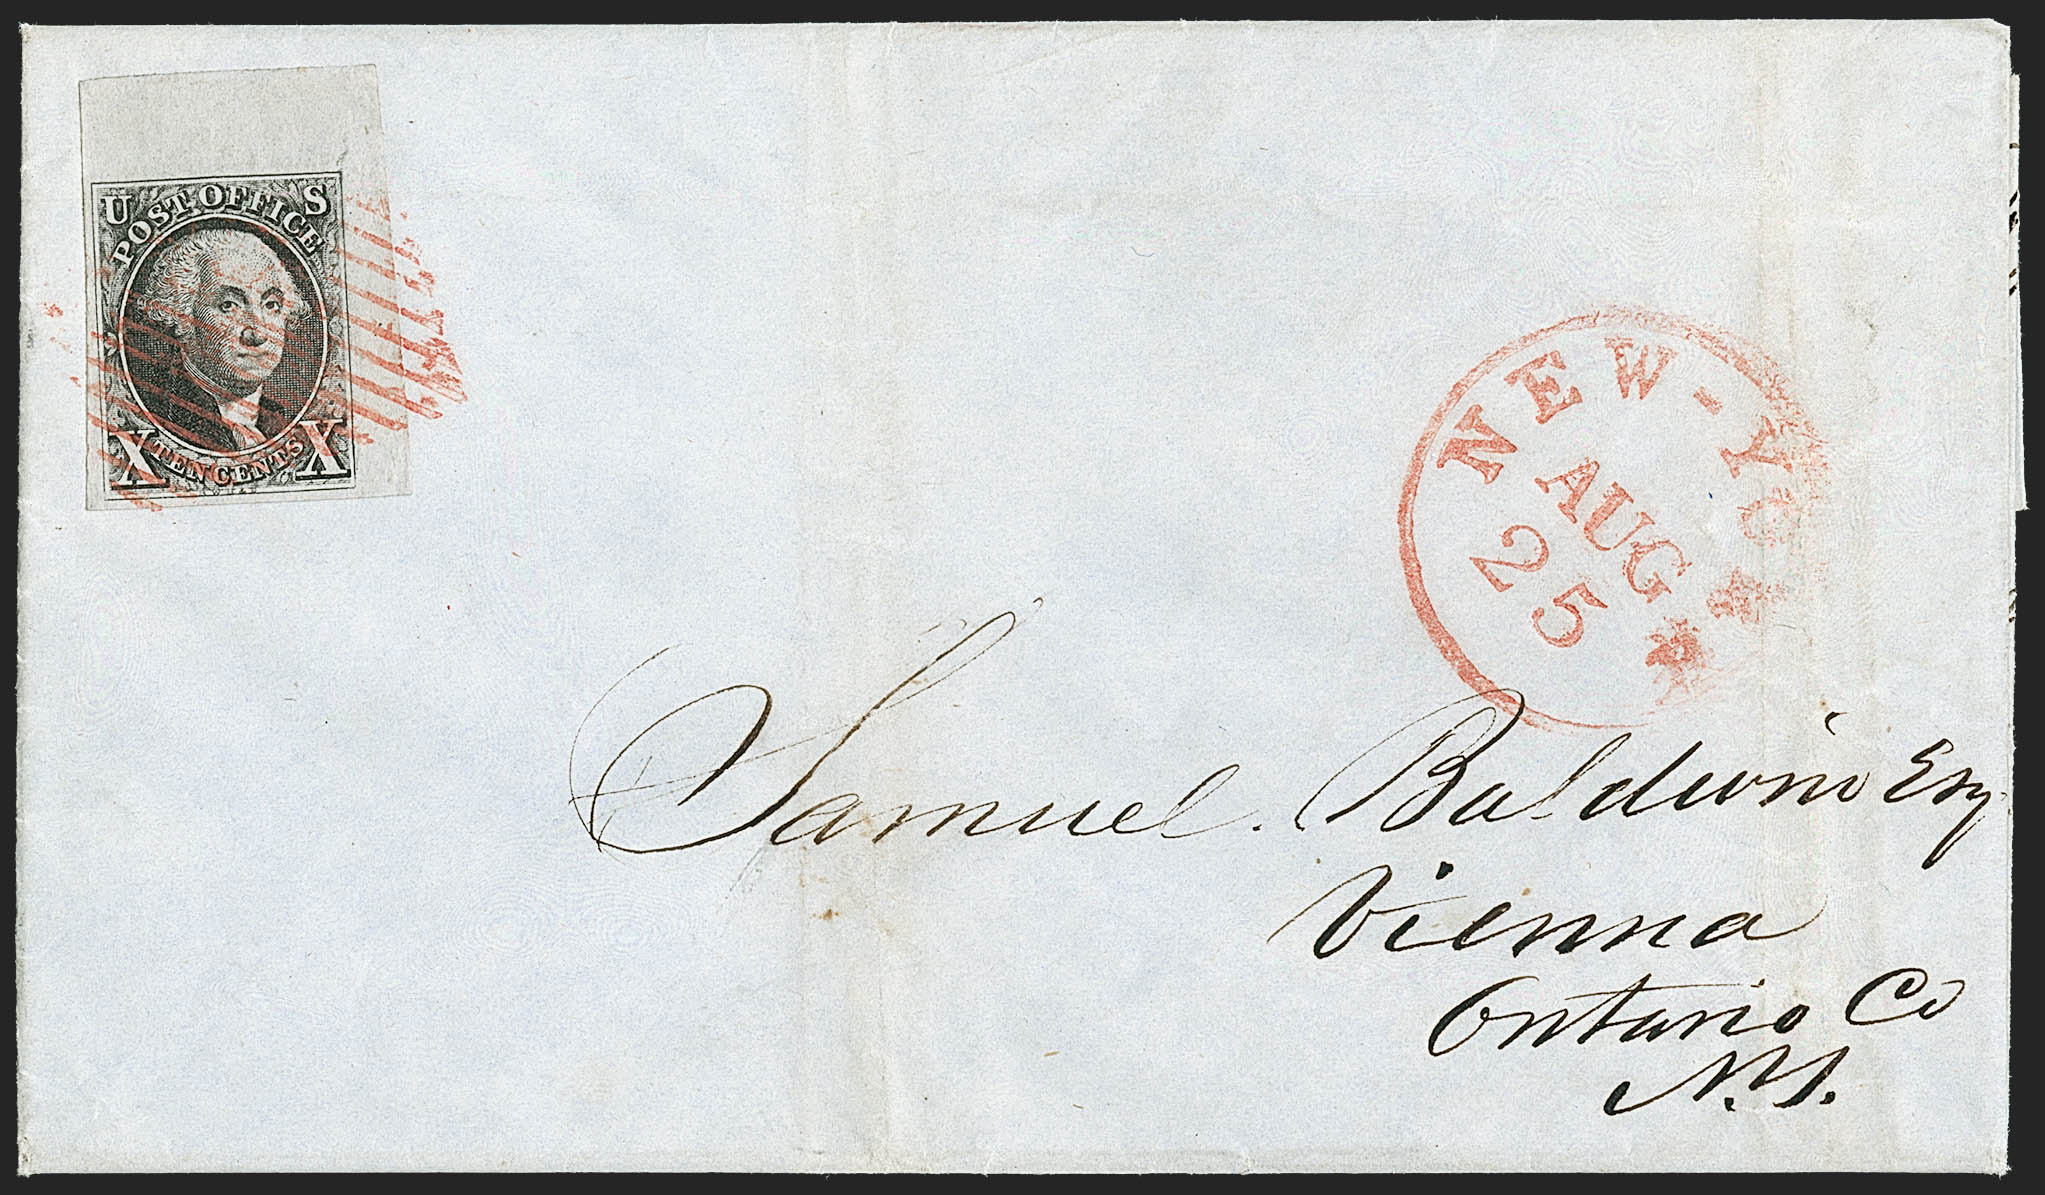 U S
POST OFFICE
X TEN CENTS X
NEW-YO
AUG
25
Samuel. Baldwin Esq
Vienna
Ontario Co
N.Y.